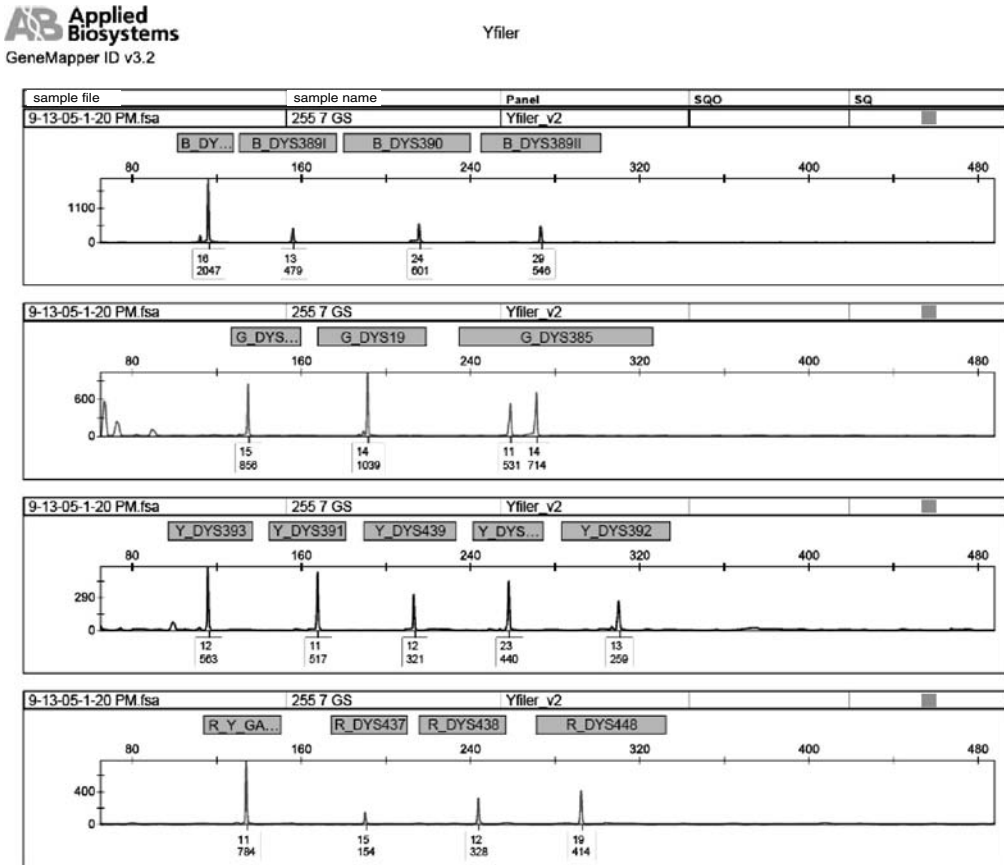 AB Applied
Biosystems
Yfiler
GeneMapper ID v3.2
sample file sample name Panel SQO SQ
9-13-05-1-20 PM.fsa 255 7 GS Yfiler_v2
B_DY... B_DYS389I B_DYS390 B_DYS389II
80 160 240 320 400 480
1100
0
16 13 24 29
2047 479 601 546
9-13-05-1-20 PM.fsa 255 7 GS Yfiler_v2
G_DYS... G_DYS19 G_DYS385
80 160 240 320 400 480
600
0
15 14 11 14
856 1039 531 714
9-13-05-1-20 PM.fsa 255 7 GS Yfiler_v2
Y_DYS393 Y_DYS391 Y_DYS439 Y_DYS... Y_DYS392
80 160 240 320 400 480
290
0
12 11 12 23 13
563 517 321 440 259
9-13-05-1-20 PM.fsa 255 7 GS Yfiler_v2
R_Y_GA... R_DYS437 R_DYS438 R_DYS448
80 160 240 320 400 480
400
0
11 15 12 19
784 154 328 414